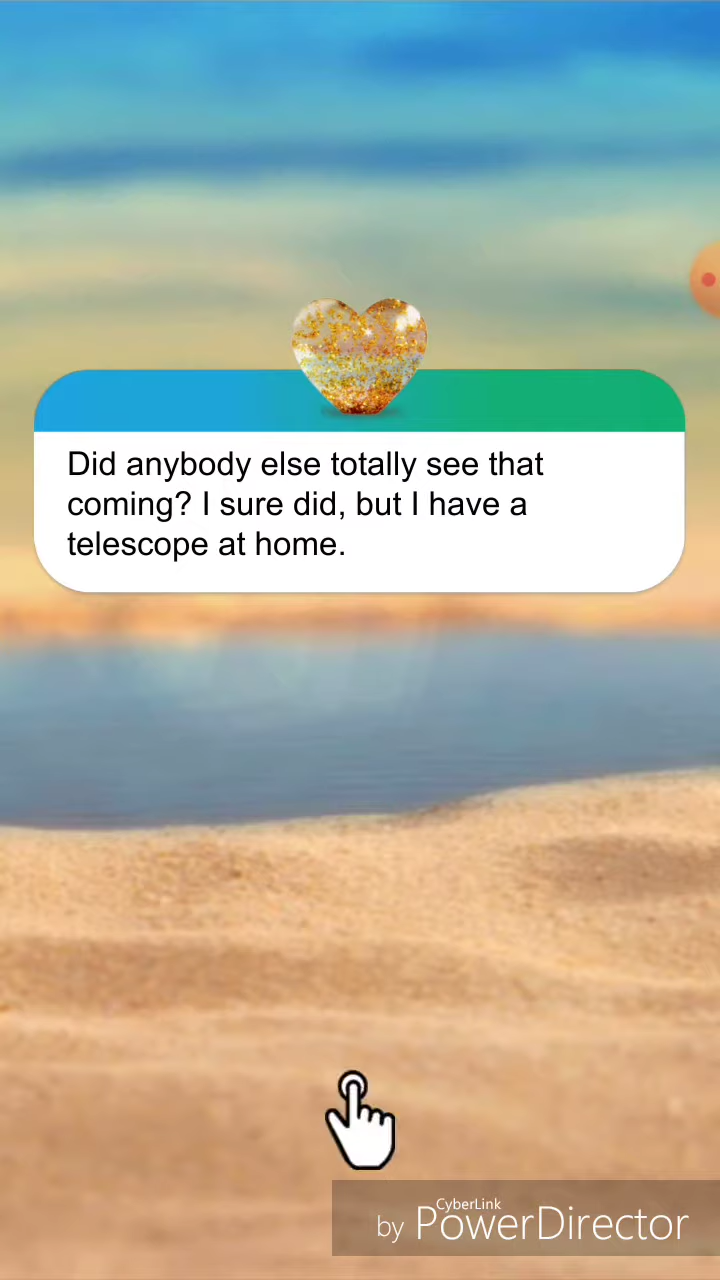 Did anybody else totally see that
coming? I sure did, but I have a
telescope at home.
CyberLink
by PowerDirector